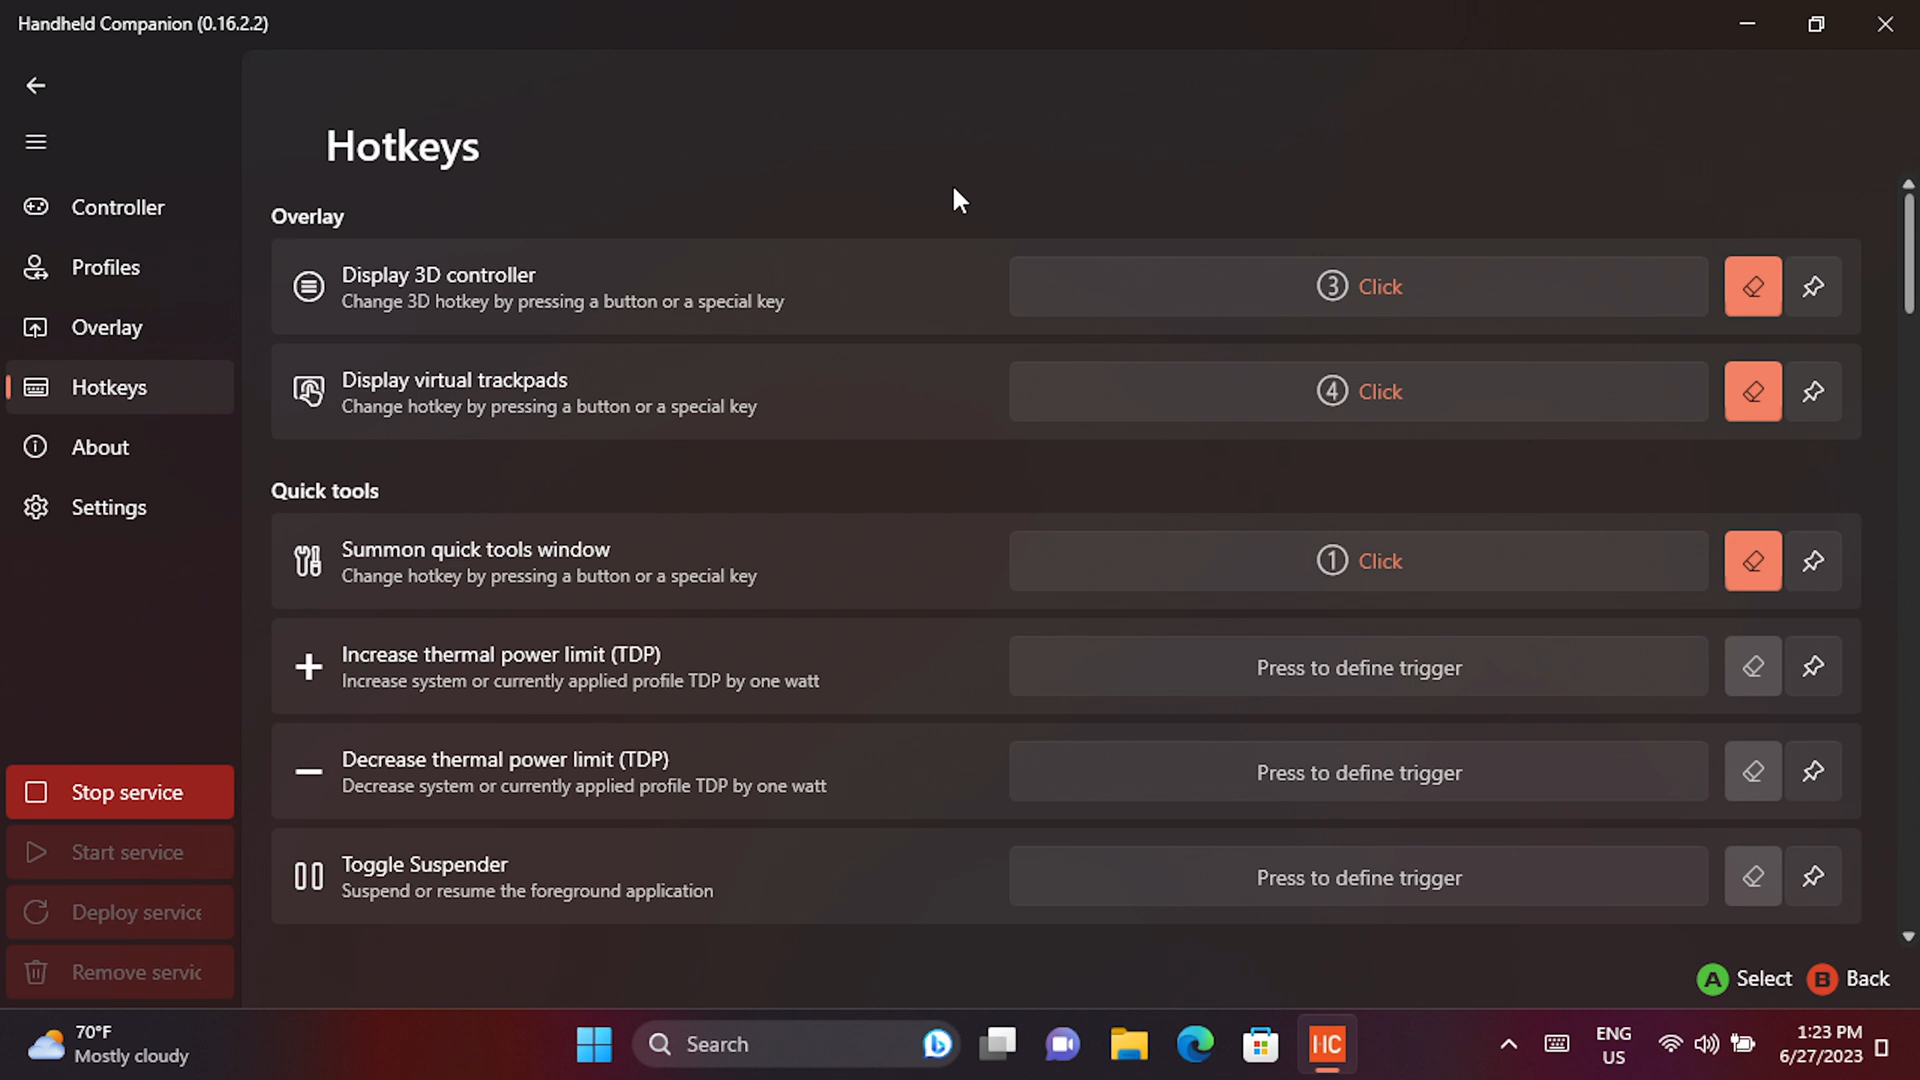 Handheld Companion (0.16.2.2)
Controller
Profiles
Overlay
Hotkeys
About
Settings
Stop service
Start service
Deploy service
Remove servic
Hotkeys
Overlay
Display 3D controller
Change 3D hotkey by pressing a button or a special key
3 Click
Display virtual trackpads
Change hotkey by pressing a button or a special key
4 Click
Quick tools
Summon quick tools window
Change hotkey by pressing a button or a special key
1 Click
Increase thermal power limit (TDP)
Increase system or currently applied profile TDP by one watt
Press to define trigger
Decrease thermal power limit (TDP)
Decrease system or currently applied profile TDP by one watt
Press to define trigger
Toggle Suspender
Suspend or resume the foreground application
Press to define trigger
A Select B Back
70°F
Mostly cloudy
Search
HC
ENG
US
1:23 PM
6/27/2023